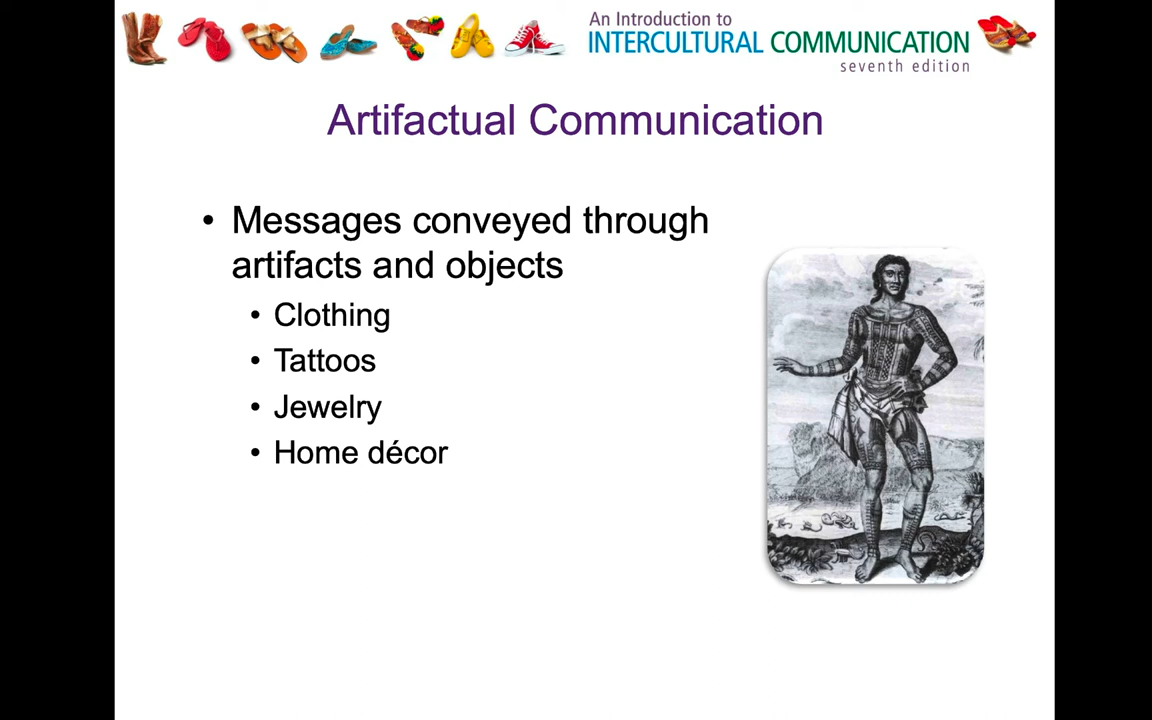 An Introduction to
INTERCULTURAL COMMUNICATION
seventh edition
Artifactual Communication
• Messages conveyed through
artifacts and objects
• Clothing
• Tattoos
• Jewelry
• Home décor